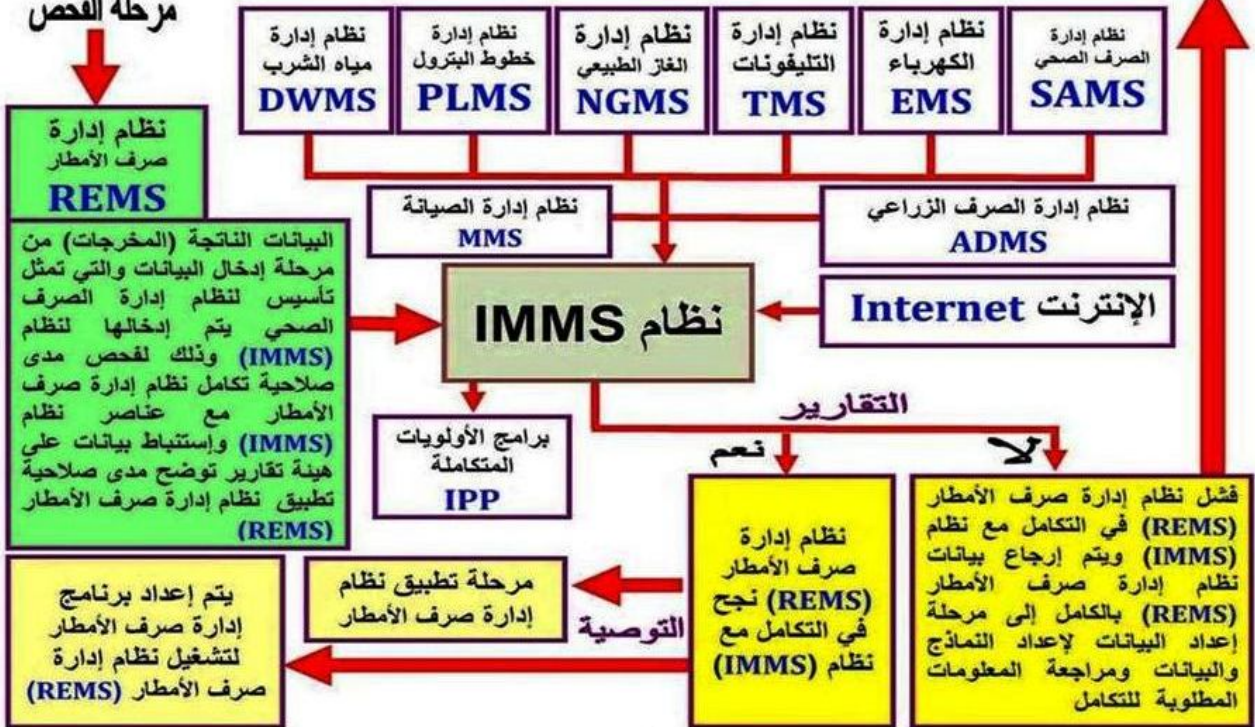 مرحلة الفحص
نظام إدارة
مياه الشرب
DWMS
نظام إدارة
خطوط البترول
PLMS
نظام إدارة
الغاز الطبيعي
NGMS
نظام إدارة
التليفونات
TMS
نظام إدارة
الكهرباء
EMS
نظام إدارة
الصرف الصحي
SAMS
نظام إدارة
صرف الأمطار
REMS
نظام إدارة الصيانة
MMS
نظام إدارة الصرف الزراعي
ADMS
البيانات الناتجة (المخرجات) من
مرحلة إدخال البيانات والتي تمثل
تأسيس لنظام إدارة الصرف
الصحي يتم إدخالها لنظام
(IMMS) وذلك لفحص مدى
صلاحية تكامل نظام إدارة صرف
الأمطار مع عناصر نظام
(IMMS) وإستنباط بيانات على
هيئة تقارير توضح مدى صلاحية
تطبيق نظام إدارة صرف الأمطار
(REMS)
نظام IMMS
الإنترنت Internet
التقارير
برامج الأولويات
المتكاملة
IPP
نعم
لا
نظام إدارة
صرف الأمطار
(REMS) نجح
في التكامل مع
نظام (IMMS)
فشل نظام إدارة صرف الأمطار
(REMS) في التكامل مع نظام
(IMMS) ويتم إرجاع بيانات
نظام إدارة صرف الأمطار
(REMS) بالكامل إلى مرحلة
إعداد البيانات لإعداد النماذج
والبيانات ومراجعة المعلومات
المطلوبة للتكامل
مرحلة تطبيق نظام
إدارة صرف الأمطار
التوصية
يتم إعداد برنامج
إدارة صرف الأمطار
لتشغيل نظام إدارة
صرف الأمطار (REMS)